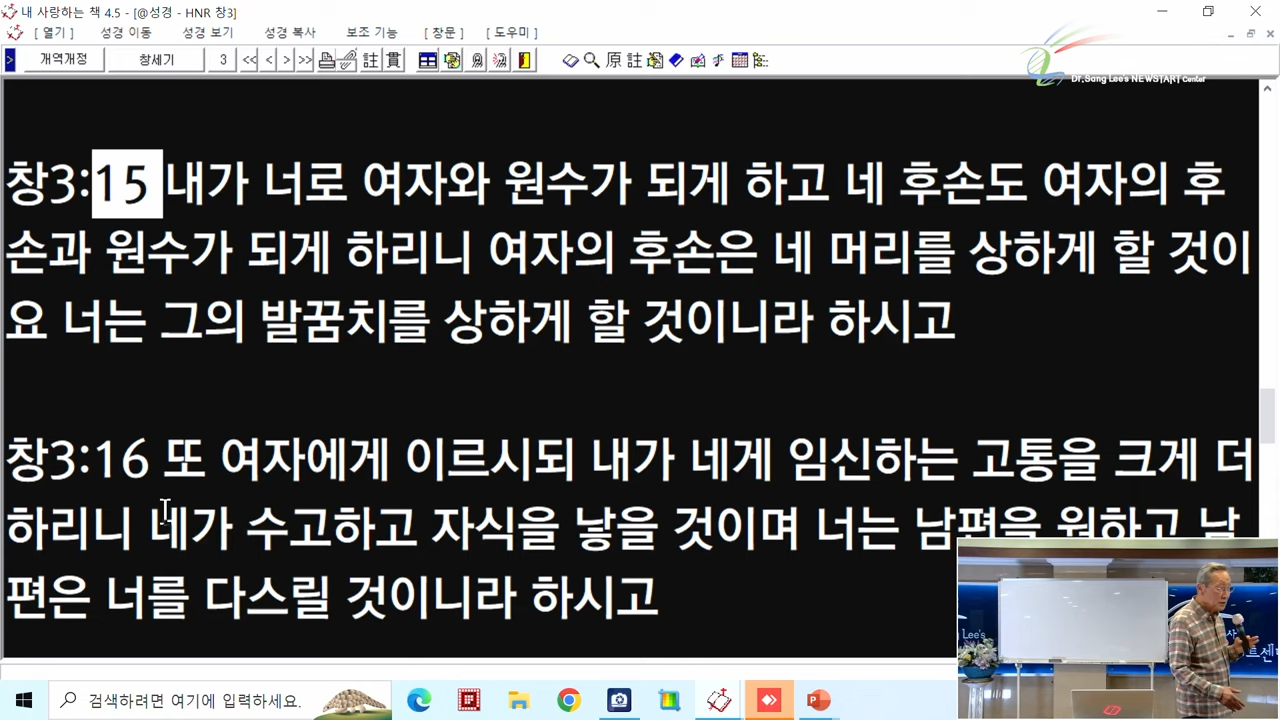 내 사랑하는 책 4.5 - [@성경 - HNR 창3]
[ 열기 ] 성경 이동 성경 보기 성경 복사 보조 기능 [ 창문 ] [ 도우미 ]
> 개역개정 창세기 3 << < > >> 註 貫 原 註
Dr.Sang Lee's NEWSTART Center
창3:15 내가 너로 여자와 원수가 되게 하고 네 후손도 여자의 후
손과 원수가 되게 하리니 여자의 후손은 네 머리를 상하게 할 것이
요 너는 그의 발꿈치를 상하게 할 것이니라 하시고
창3:16 또 여자에게 이르시되 내가 네게 임신하는 고통을 크게 더
하리니 네가 수고하고 자식을 낳을 것이며 너는 남편을 원하고 남
편은 너를 다스릴 것이니라 하시고
Lee's
검색하려면 여기에 입력하세요.